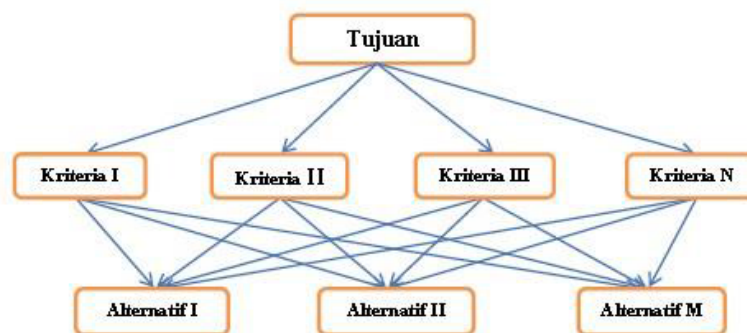 Tujuan
Kriteria I
Kriteria II
Kriteria III
Kriteria N
Alternatif I
Alternatif II
Alternatif M